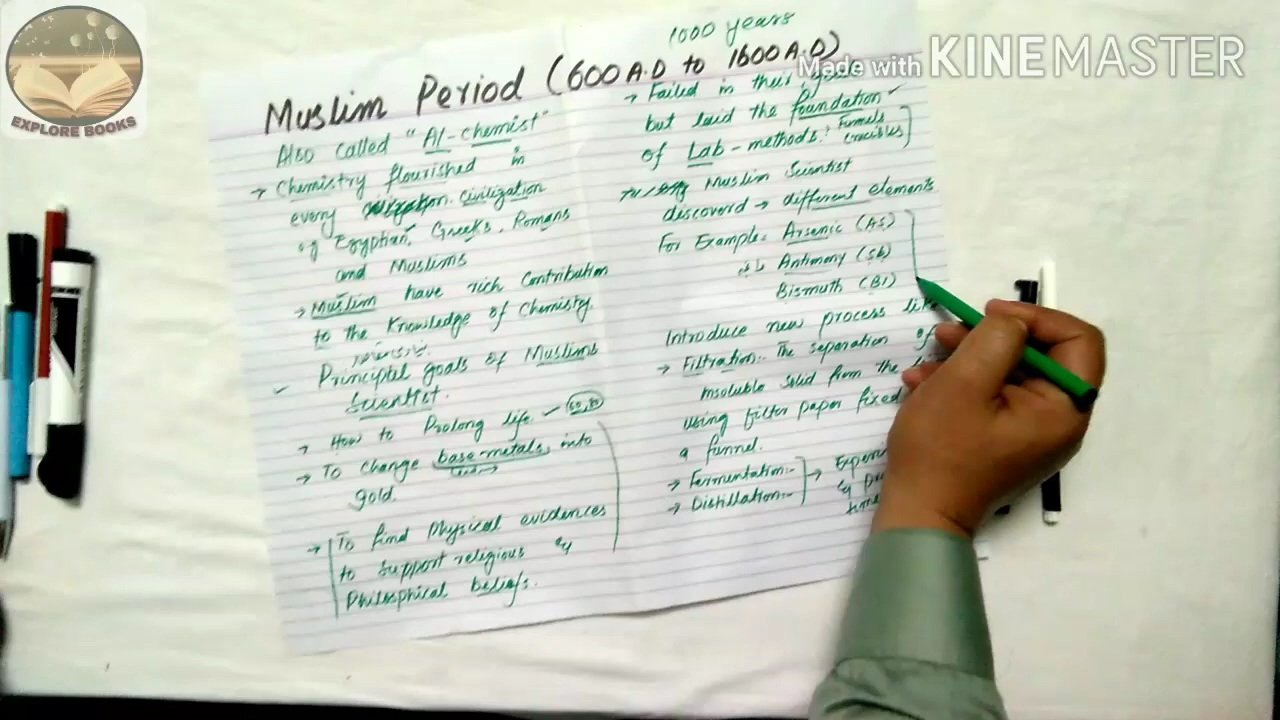 EXPLORE BOOKS
Made with KINEMASTER
1000 years
Muslim Period (600 A.D to 1600 A.D)
Also called "Al-chemist"
→ Chemistry flourished in
every civilization
of Egyptian, Greeks, Romans
and Muslims
→ Muslim have rich contribution
to the Knowledge of Chemistry.
Principtel goals of Muslims
Scientist.
→ How to Prolong life.
→ To change base-metals into
gold.
→ To find Physical evidences
to support religious &
Philosphical beliefs.
→ Failed in their goals
but laid the foundation
of Lab-methods. Funnels
crucibles
Muslim Scientist
discoverd → different elements
For Example. Arsenic (AS)
Antimony (Sb)
Bismuth (BI)
Introduce new process like
→ Filtration:. The separation of
insoluble solid from the
using filter paper fixed
a funnel.
→ Fermentation:-
→ Distillation:-
→